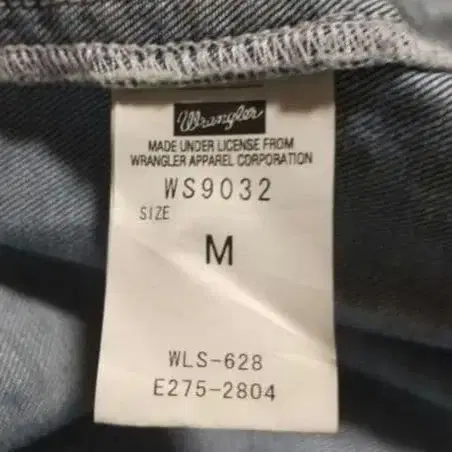 Wrangler
MADE UNDER LICENSE FROM
WRANGLER APPAREL CORPORATION
WS9032
SIZE
M
WLS-628
E275-2804